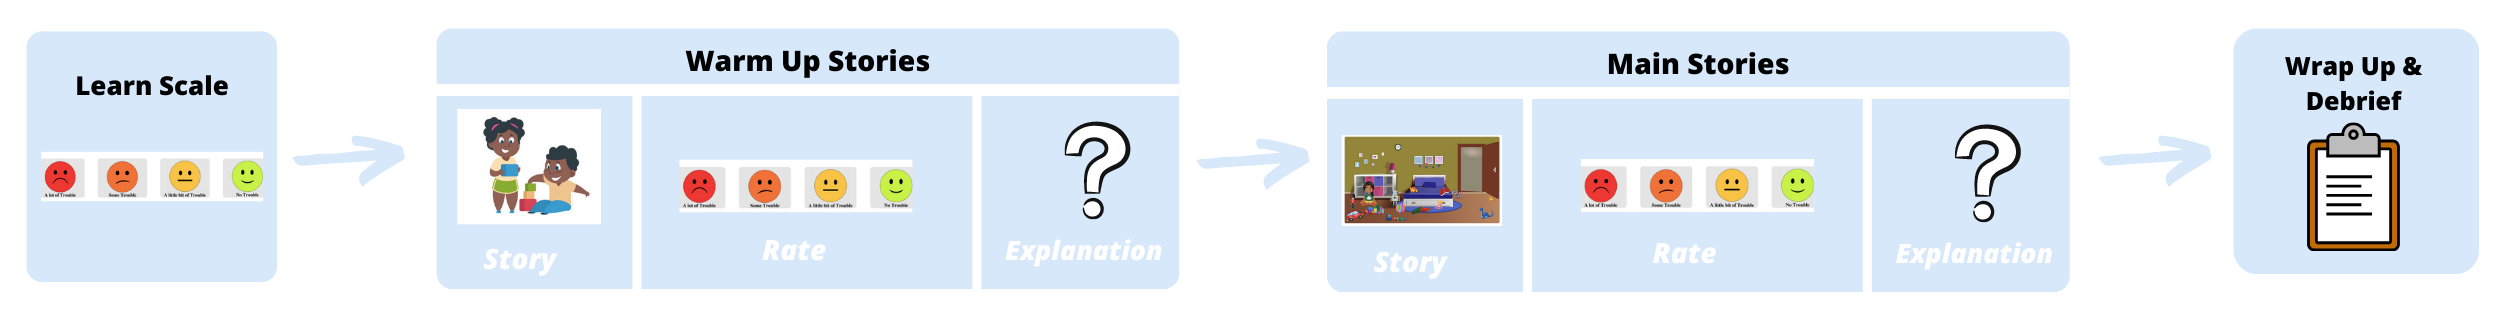 Learn Scale
A lot of Trouble
Some Trouble
A little bit of Trouble
No Trouble
Warm Up Stories
Story
A lot of Trouble
Some Trouble
A little bit of Trouble
No Trouble
Rate
Explanation
Main Stories
Story
A lot of Trouble
Some Trouble
A little bit of Trouble
No Trouble
Rate
Explanation
Wrap Up &
Debrief